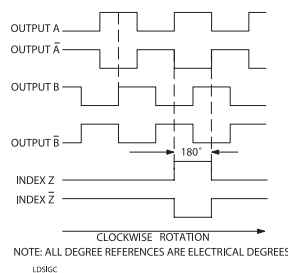 OUTPUT A
OUTPUT A̅
OUTPUT B
OUTPUT B̅
180°
INDEX Z
INDEX Z̅
CLOCKWISE ROTATION
NOTE: ALL DEGREE REFERENCES ARE ELECTRICAL DEGREES
LDSIGC